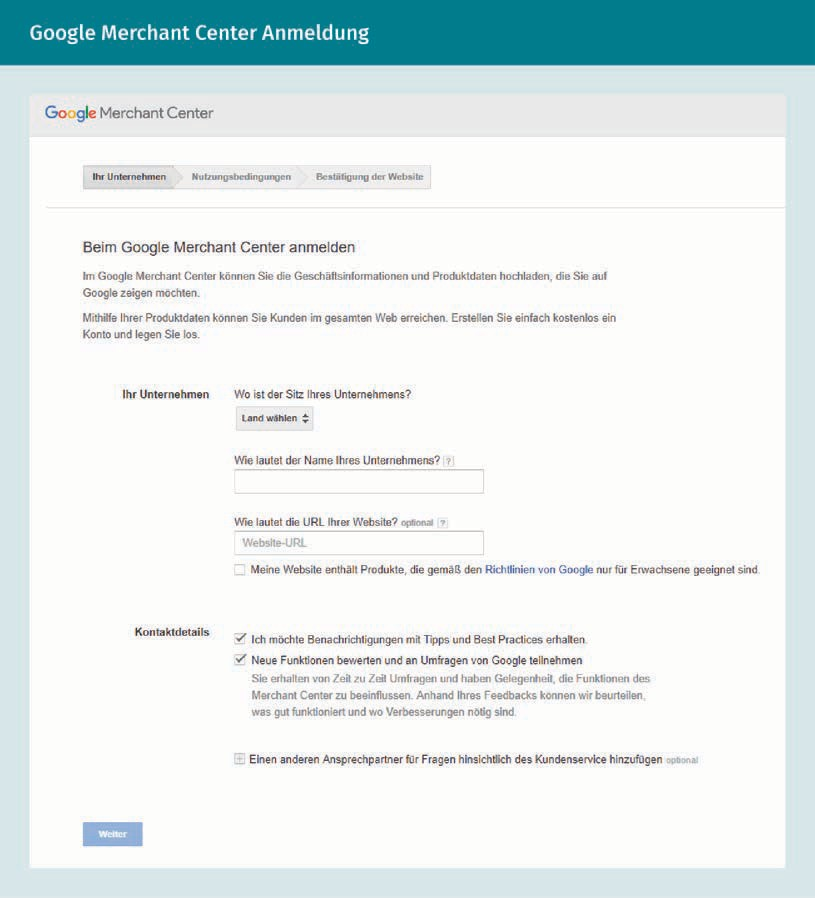 Google Merchant Center Anmeldung
Google Merchant Center
Ihr Unternehmen
Nutzungsbedingungen
Bestätigung der Website
Beim Google Merchant Center anmelden
Im Google Merchant Center können Sie die Geschäftsinformationen und Produktdaten hochladen, die Sie auf
Google zeigen möchten.
Mithilfe Ihrer Produktdaten können Sie Kunden im gesamten Web erreichen. Erstellen Sie einfach kostenlos ein
Konto und legen Sie los.
Ihr Unternehmen
Wo ist der Sitz Ihres Unternehmens?
Land wählen
Wie lautet der Name Ihres Unternehmens? ?
Wie lautet die URL Ihrer Website? optional ?
Website-URL
Meine Website enthält Produkte, die gemäß den Richtlinien von Google nur für Erwachsene geeignet sind.
Kontaktdetails
Ich möchte Benachrichtigungen mit Tipps und Best Practices erhalten.
Neue Funktionen bewerten und an Umfragen von Google teilnehmen
Sie erhalten von Zeit zu Zeit Umfragen und haben Gelegenheit, die Funktionen des
Merchant Center zu beeinflussen. Anhand Ihres Feedbacks können wir beurteilen,
was gut funktioniert und wo Verbesserungen nötig sind.
Einen anderen Ansprechpartner für Fragen hinsichtlich des Kundenservice hinzufügen optional
Weiter